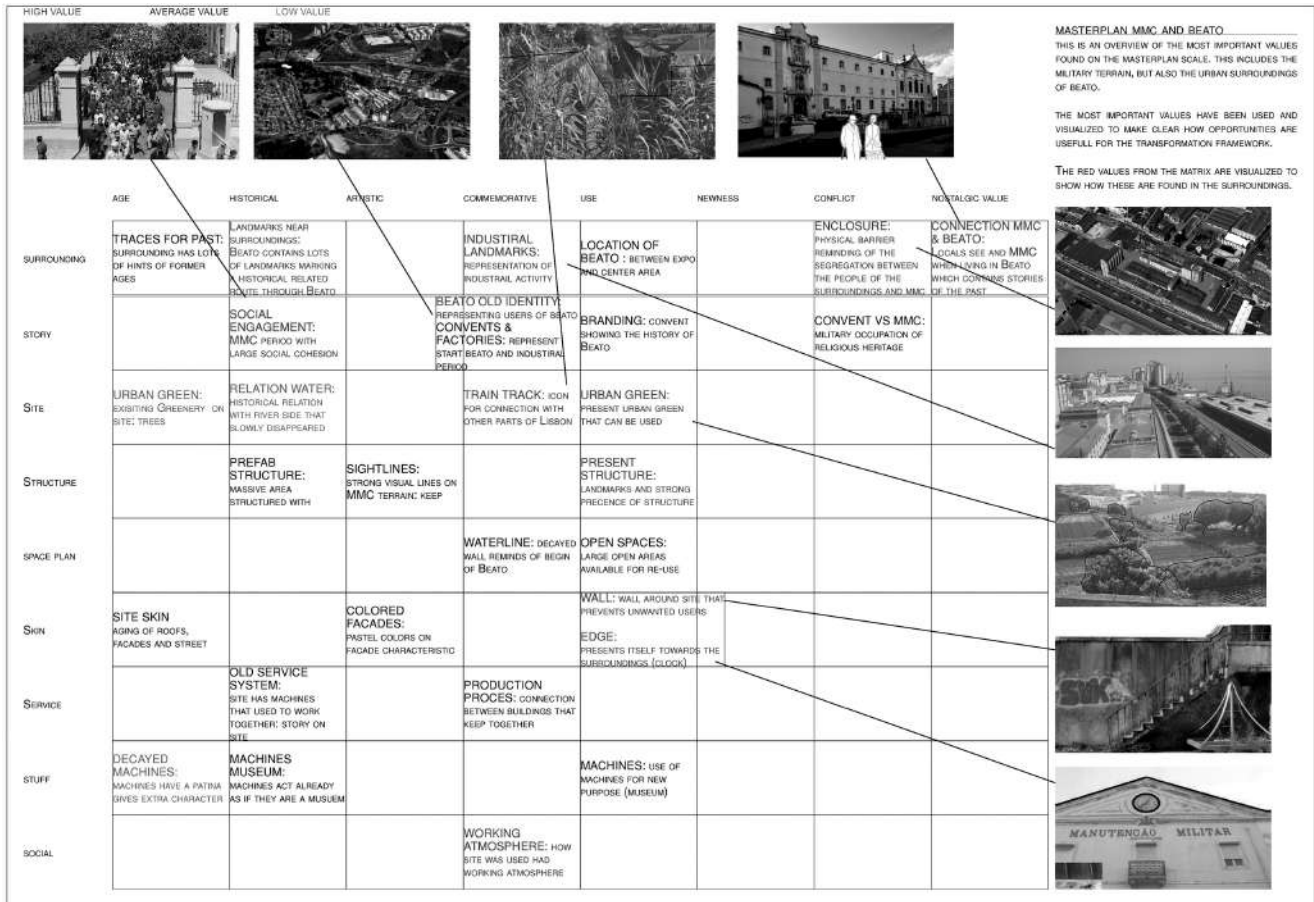 HIGH VALUE AVERAGE VALUE LOW VALUE
MASTERPLAN MMC AND BEATO
THIS IS AN OVERVIEW OF THE MOST IMPORTANT VALUES
FOUND ON THE MASTERPLAN SCALE. THIS INCLUDES THE
MILITARY TERRAIN, BUT ALSO THE URBAN SURROUNDINGS
OF BEATO.
THE MOST IMPORTANT VALUES HAVE BEEN USED AND
VISUALIZED TO MAKE CLEAR HOW OPPORTUNITIES ARE
USEFULL FOR THE TRANSFORMATION FRAMEWORK.
THE RED VALUES FROM THE MATRIX ARE VISUALIZED TO
SHOW HOW THESE ARE FOUND IN THE SURROUNDINGS.
AGE HISTORICAL ARTISTIC COMMEMORATIVE USE NEWNESS CONFLICT NOSTALGIC VALUE
SURROUNDING
TRACES FOR PAST:
SURROUNDING HAS LOTS
OF HINTS OF FORMER
AGES
LANDMARKS NEAR
SURROUNDINGS:
BEATO CONTAINS LOTS
OF LANDMARKS MARKING
A HISTORICAL RELATED
ROUTE THROUGH BEATO
INDUSTIRAL
LANDMARKS:
REPRESENTATION OF
INDUSTRAIL ACTIVITY
LOCATION OF
BEATO : BETWEEN EXPO
AND CENTER AREA
ENCLOSURE:
PHYSICAL BARRIER
REMINDING OF THE
SEGREGATION BETWEEN
THE PEOPLE OF THE
SURROUNDINGS AND MMC
CONNECTION MMC
& BEATO:
LOCALS SEE AND MMC
WHEN LIVING IN BEATO
WHICH CONTAINS STORIES
OF THE PAST
STORY
SOCIAL
ENGAGEMENT:
MMC PERIOD WITH
LARGE SOCIAL COHESION
BEATO OLD IDENTITY:
REPRESENTING USERS OF BEATO
CONVENTS &
FACTORIES: REPRESENT
START BEATO AND INDUSTIRAL
PERIOD
BRANDING: CONVENT
SHOWING THE HISTORY OF
BEATO
CONVENT VS MMC:
MILITARY OCCUPATION OF
RELIGIOUS HERITAGE
SITE
URBAN GREEN:
EXISITING GREENERY ON
SITE: TREES
RELATION WATER:
HISTORICAL RELATION
WITH RIVER SIDE THAT
SLOWLY DISAPPEARED
TRAIN TRACK: ICON
FOR CONNECTION WITH
OTHER PARTS OF LISBON
URBAN GREEN:
PRESENT URBAN GREEN
THAT CAN BE USED
STRUCTURE
PREFAB
STRUCTURE:
MASSIVE AREA
STRUCTURED WITH
SIGHTLINES:
STRONG VISUAL LINES ON
MMC TERRAIN: KEEP
PRESENT
STRUCTURE:
LANDMARKS AND STRONG
PRECENCE OF STRUCTURE
SPACE PLAN
WATERLINE: DECAYED
WALL REMINDS OF BEGIN
OF BEATO
OPEN SPACES:
LARGE OPEN AREAS
AVAILABLE FOR RE-USE
SKIN
SITE SKIN
AGING OF ROOFS,
FACADES AND STREET
COLORED
FACADES:
PASTEL COLORS ON
FACADE CHARACTERISTIC
WALL: WALL AROUND SITE THAT
PREVENTS UNWANTED USERS
EDGE:
PRESENTS ITSELF TOWARDS THE
SURROUNDINGS (CLOCK)
SERVICE
OLD SERVICE
SYSTEM:
SITE HAS MACHINES
THAT USED TO WORK
TOGETHER: STORY ON
SITE
PRODUCTION
PROCES: CONNECTION
BETWEEN BUILDINGS THAT
KEEP TOGETHER
STUFF
DECAYED
MACHINES:
MACHINES HAVE A PATINA
GIVES EXTRA CHARACTER
MACHINES
MUSEUM:
MACHINES ACT ALREADY
AS IF THEY ARE A MUSUEM
MACHINES: USE OF
MACHINES FOR NEW
PURPOSE (MUSEUM)
SOCIAL
WORKING
ATMOSPHERE: HOW
SITE WAS USED HAD
WORKING ATMOSPHERE
MANUTENÇÃO MILITAR